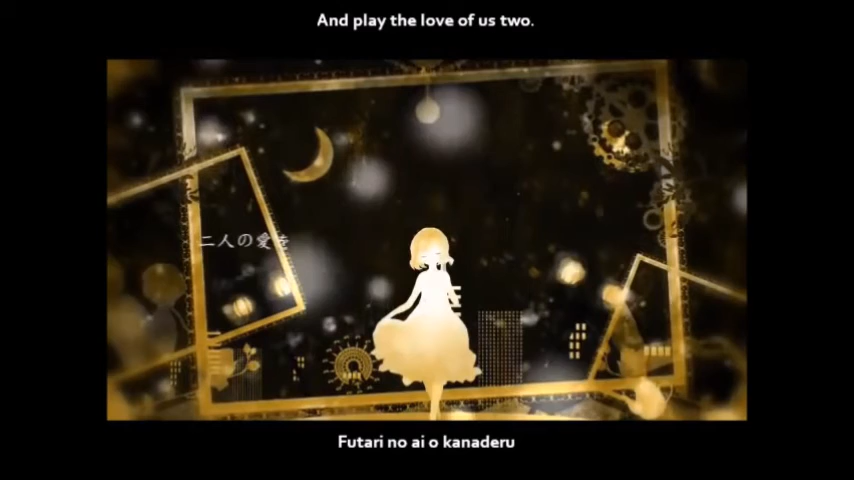 And play the love of us two.
二人の愛を
Futari no ai o kanaderu